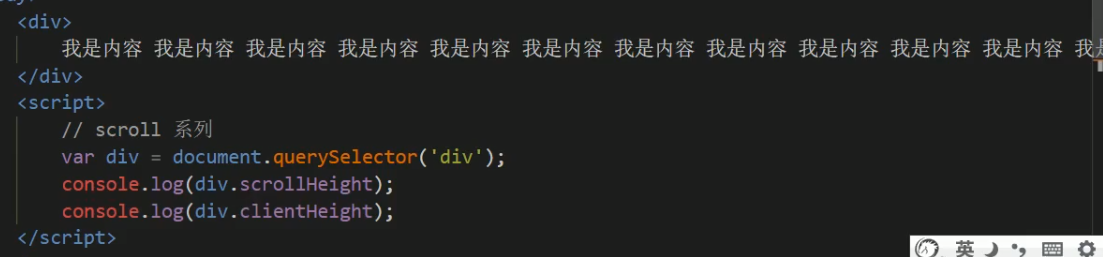 <div>
我是内容 我是内容 我是内容 我是内容 我是内容 我是内容 我是内容 我是内容 我是内容 我是内容 我是内容 我是
</div>
<script>
// scroll 系列
var div = document.querySelector('div');
console.log(div.scrollHeight);
console.log(div.clientHeight);
</script>
英